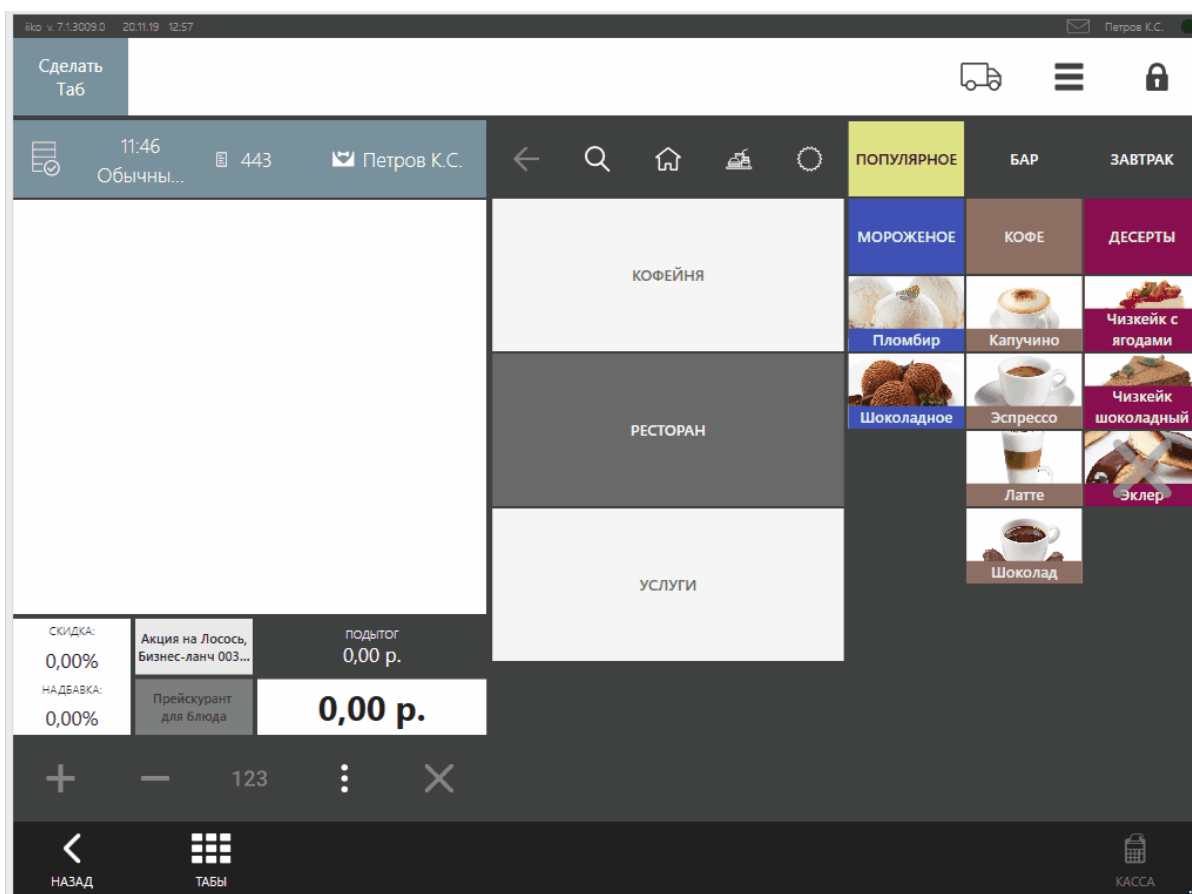 iiko v. 7.1.3009.0 20.11.19 12:57 Петров К.С.
Сделать
Таб
11:46
Обычны...
443
Петров К.С.
ПОПУЛЯРНОЕ
БАР
ЗАВТРАК
МОРОЖЕНОЕ
КОФЕ
ДЕСЕРТЫ
КОФЕЙНЯ
РЕСТОРАН
УСЛУГИ
Пломбир
Капучино
Чизкейк с
ягодами
Шоколадное
Эспрессо
Чизкейк
шоколадный
Латте
Эклер
Шоколад
СКИДКА:
0,00%
НАДБАВКА:
0,00%
Акция на Лосось,
Бизнес-ланч 003...
Прейскурант
для блюда
ПОДЫТОГ
0,00 р.
0,00 р.
123
НАЗАД
ТАБЫ
КАССА